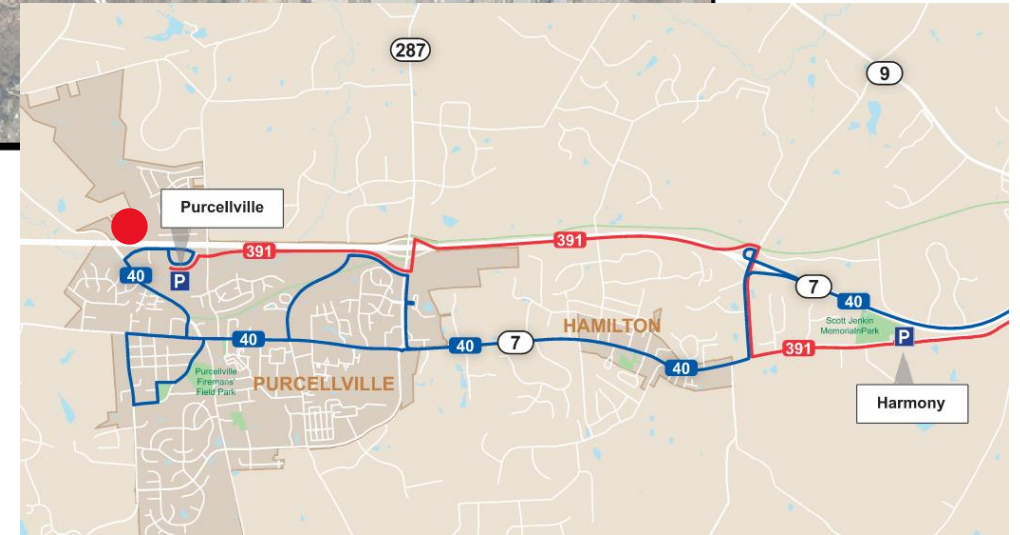 287
9
Purcellville
391
391
40
P
7
40
HAMILTON
Scott Jenkin
MemorialnPark
P
40
40
7
391
40
Purcellville
Firemans
Field Park
PURCELLVILLE
Harmony